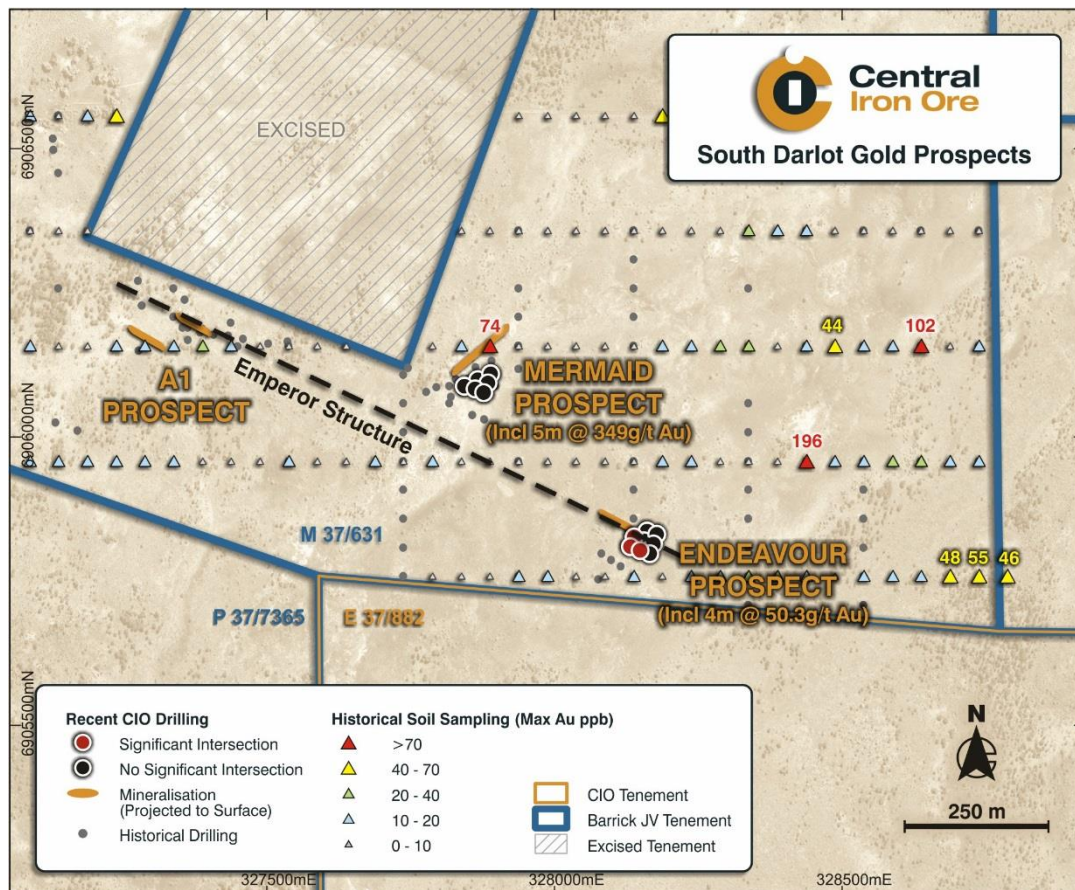 Central
Iron Ore
South Darlot Gold Prospects
EXCISED
6906500mN
74
44
102
MERMAID
PROSPECT
(Incl 5m @ 349g/t Au)
A1
PROSPECT
Emperor Structure
6906000mN
196
M 37/631
ENDEAVOUR
PROSPECT
(Incl 4m @ 50.3g/t Au)
48 55 46
P 37/7365
E 37/882
6905500mN
Recent CIO Drilling
Significant Intersection
No Significant Intersection
Mineralisation
(Projected to Surface)
Historical Drilling
Historical Soil Sampling (Max Au ppb)
>70
40 - 70
20 - 40
10 - 20
0 - 10
CIO Tenement
Barrick JV Tenement
Excised Tenement
N
250 m
327500mE
328000mE
328500mE